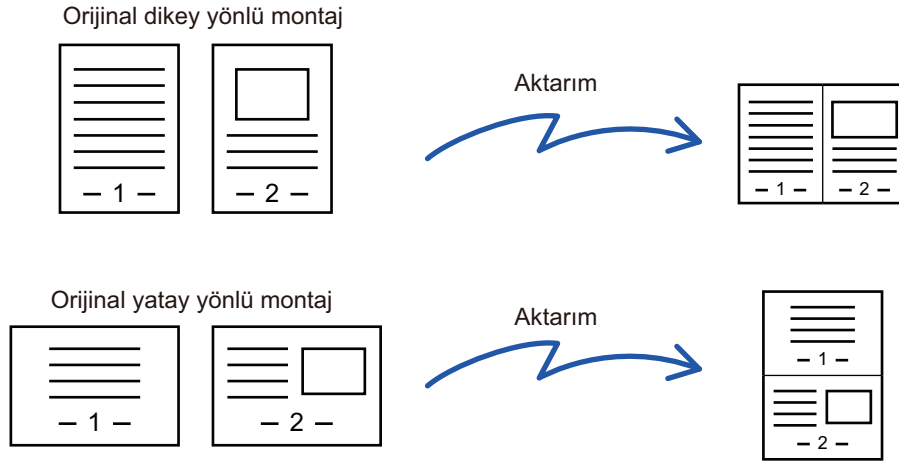 Orijinal dikey yönlü montaj
Aktarım
– 1 –
– 2 –
– 1 –
– 2 –
Orijinal yatay yönlü montaj
Aktarım
– 1 –
– 2 –
– 1 –
– 2 –